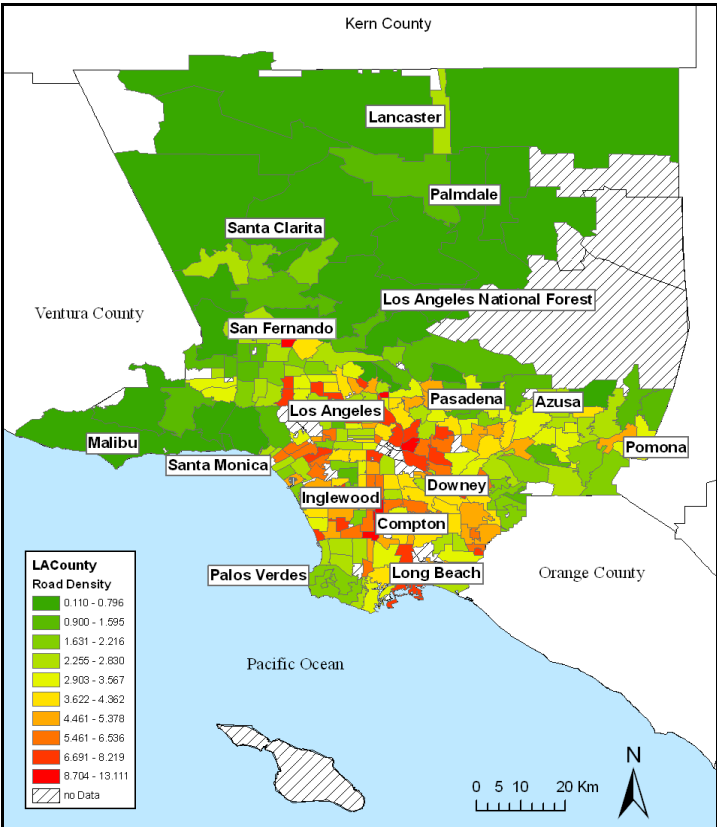 Kern County
Lancaster
Palmdale
Santa Clarita
Los Angeles National Forest
Ventura County
San Fernando
Pasadena
Azusa
Los Angeles
Malibu
Pomona
Santa Monica
Downey
Inglewood
Compton
Palos Verdes
Long Beach
Orange County
LACounty
Road Density
0.110 - 0.796
0.900 - 1.595
1.631 - 2.216
2.255 - 2.830
2.903 - 3.567
3.622 - 4.362
4.461 - 5.378
5.461 - 6.536
6.691 - 8.219
8.704 - 13.111
no Data
Pacific Ocean
N
0 5 10 20 Km